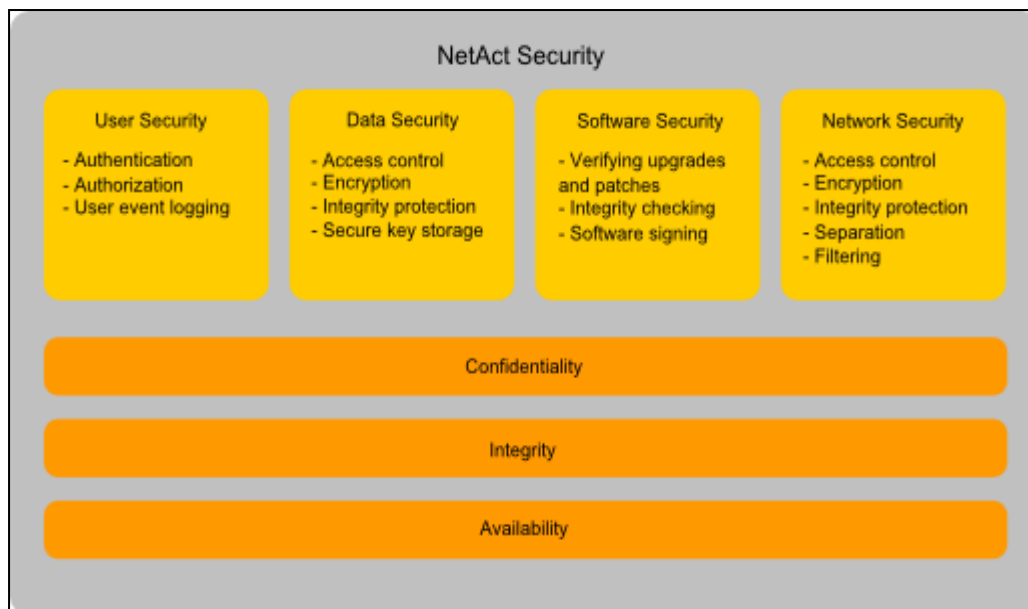 NetAct Security
User Security
- Authentication
- Authorization
- User event logging
Data Security
- Access control
- Encryption
- Integrity protection
- Secure key storage
Software Security
- Verifying upgrades
and patches
- Integrity checking
- Software signing
Network Security
- Access control
- Encryption
- Integrity protection
- Separation
- Filtering
Confidentiality
Integrity
Availability